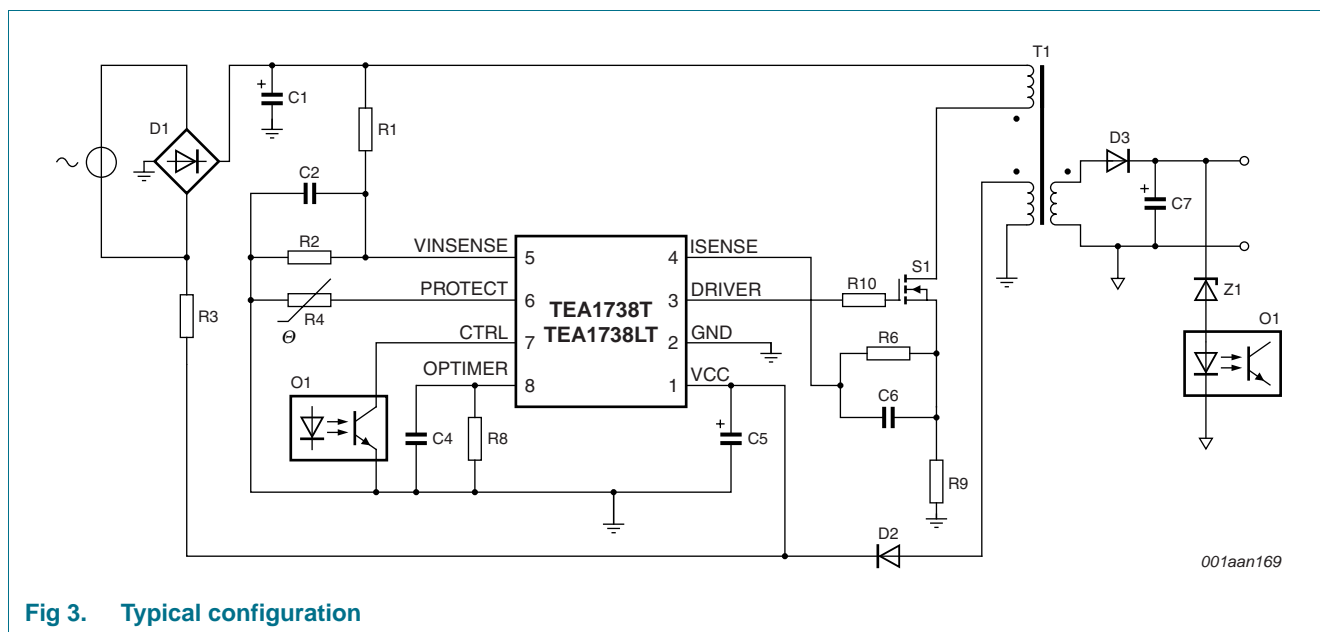 T1
+
C1
R1
D1
D3
C2
+
C7
VINSENSE
5
4
ISENSE
S1
R10
R2
PROTECT
6
3
DRIVER
Z1
R3
R4
Θ
TEA1738T
TEA1738LT
O1
CTRL
7
2
GND
R6
OPTIMER
8
1
VCC
O1
C6
C4
R8
+
C5
R9
D2
001aan169
Fig 3. Typical configuration